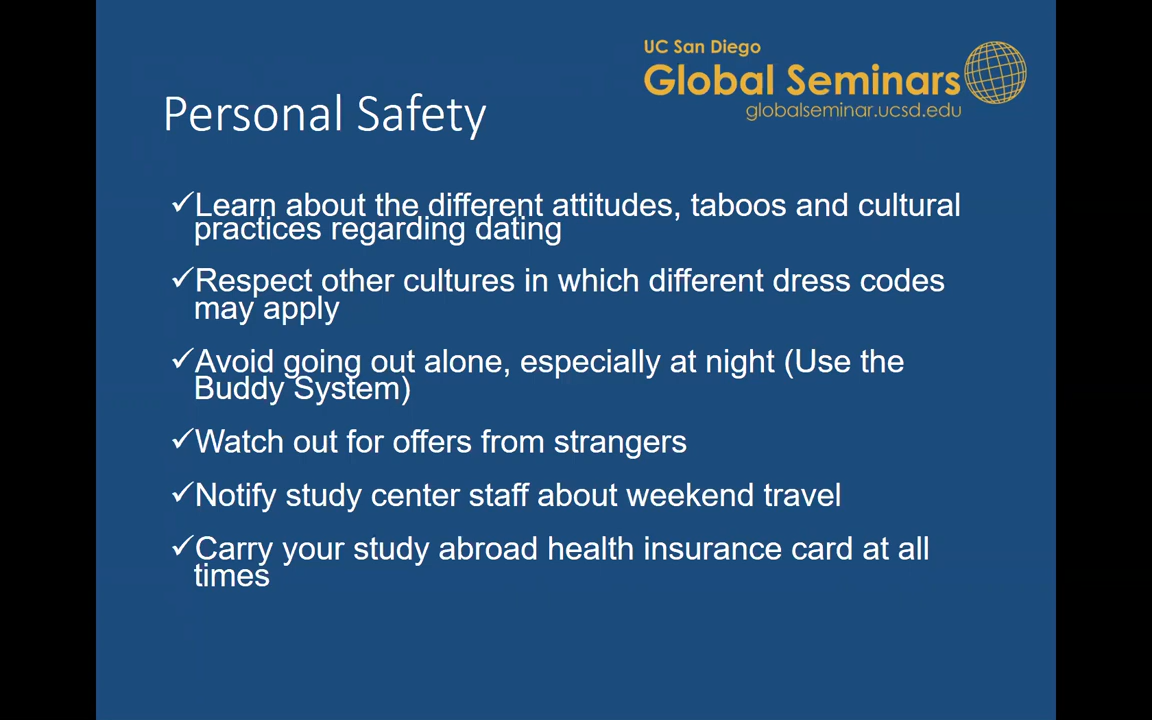 UC San Diego
Global Seminars
globalseminar.ucsd.edu
Personal Safety
✓Learn about the different attitudes, taboos and cultural
practices regarding dating
✓Respect other cultures in which different dress codes
may apply
✓Avoid going out alone, especially at night (Use the
Buddy System)
✓Watch out for offers from strangers
✓Notify study center staff about weekend travel
✓Carry your study abroad health insurance card at all
times